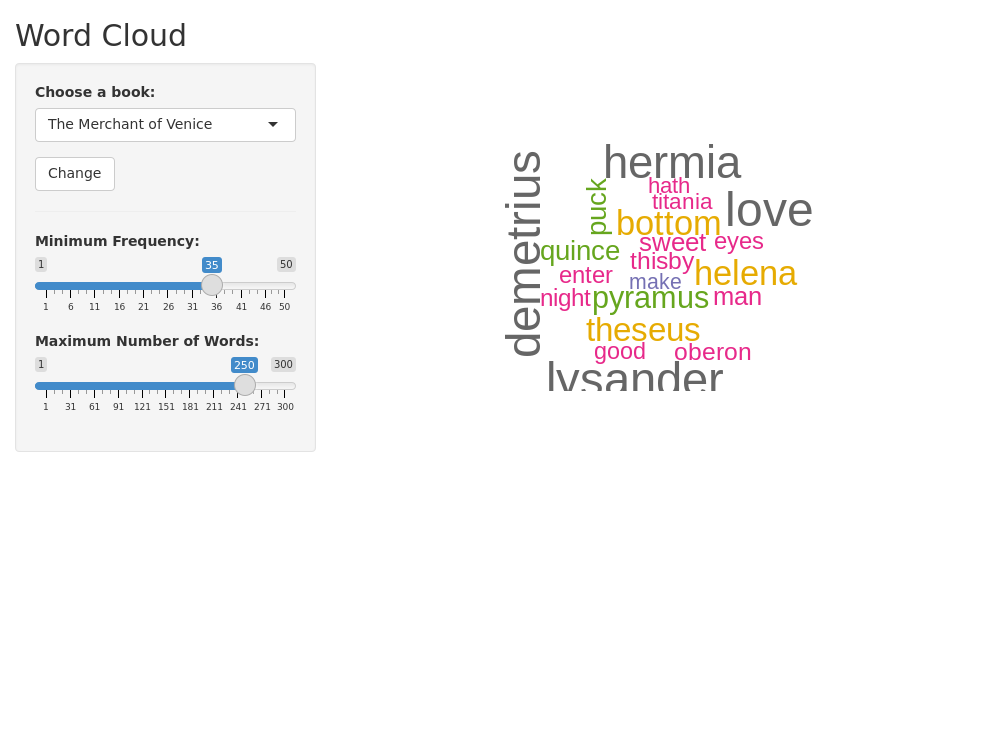 Word Cloud
Choose a book:
The Merchant of Venice
Change
Minimum Frequency:
1 35 50
1 6 11 16 21 26 31 36 41 46 50
Maximum Number of Words:
1 250 300
1 31 61 91 121 151 181 211 241 271 300
demetrius
hermia
puck
hath
titania
love
bottom
sweet
eyes
quince
thisby
enter
make
helena
night
pyramus
man
theseus
good
oberon
lysander